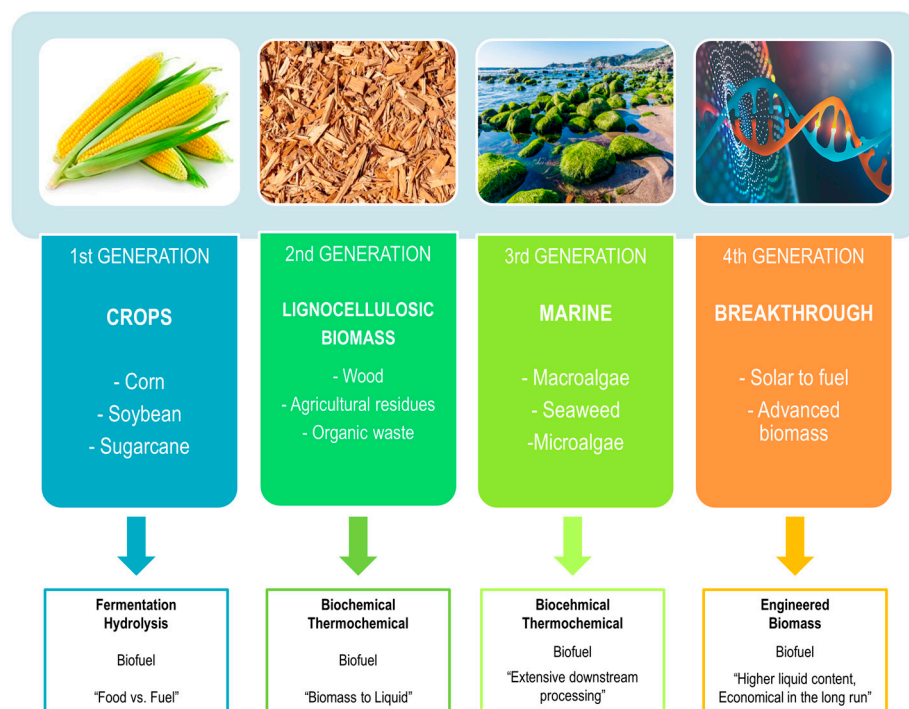 1st GENERATION
CROPS
- Corn
- Soybean
- Sugarcane
Fermentation
Hydrolysis
Biofuel
“Food vs. Fuel”
2nd GENERATION
LIGNOCELLULOSIC
BIOMASS
- Wood
- Agricultural residues
- Organic waste
Biochemical
Thermochemical
Biofuel
“Biomass to Liquid”
3rd GENERATION
MARINE
- Macroalgae
- Seaweed
-Microalgae
Biocehmical
Thermochemical
Biofuel
“Extensive downstream
processing”
4th GENERATION
BREAKTHROUGH
- Solar to fuel
- Advanced
biomass
Engineered
Biomass
Biofuel
“Higher liquid content,
Economical in the long run”